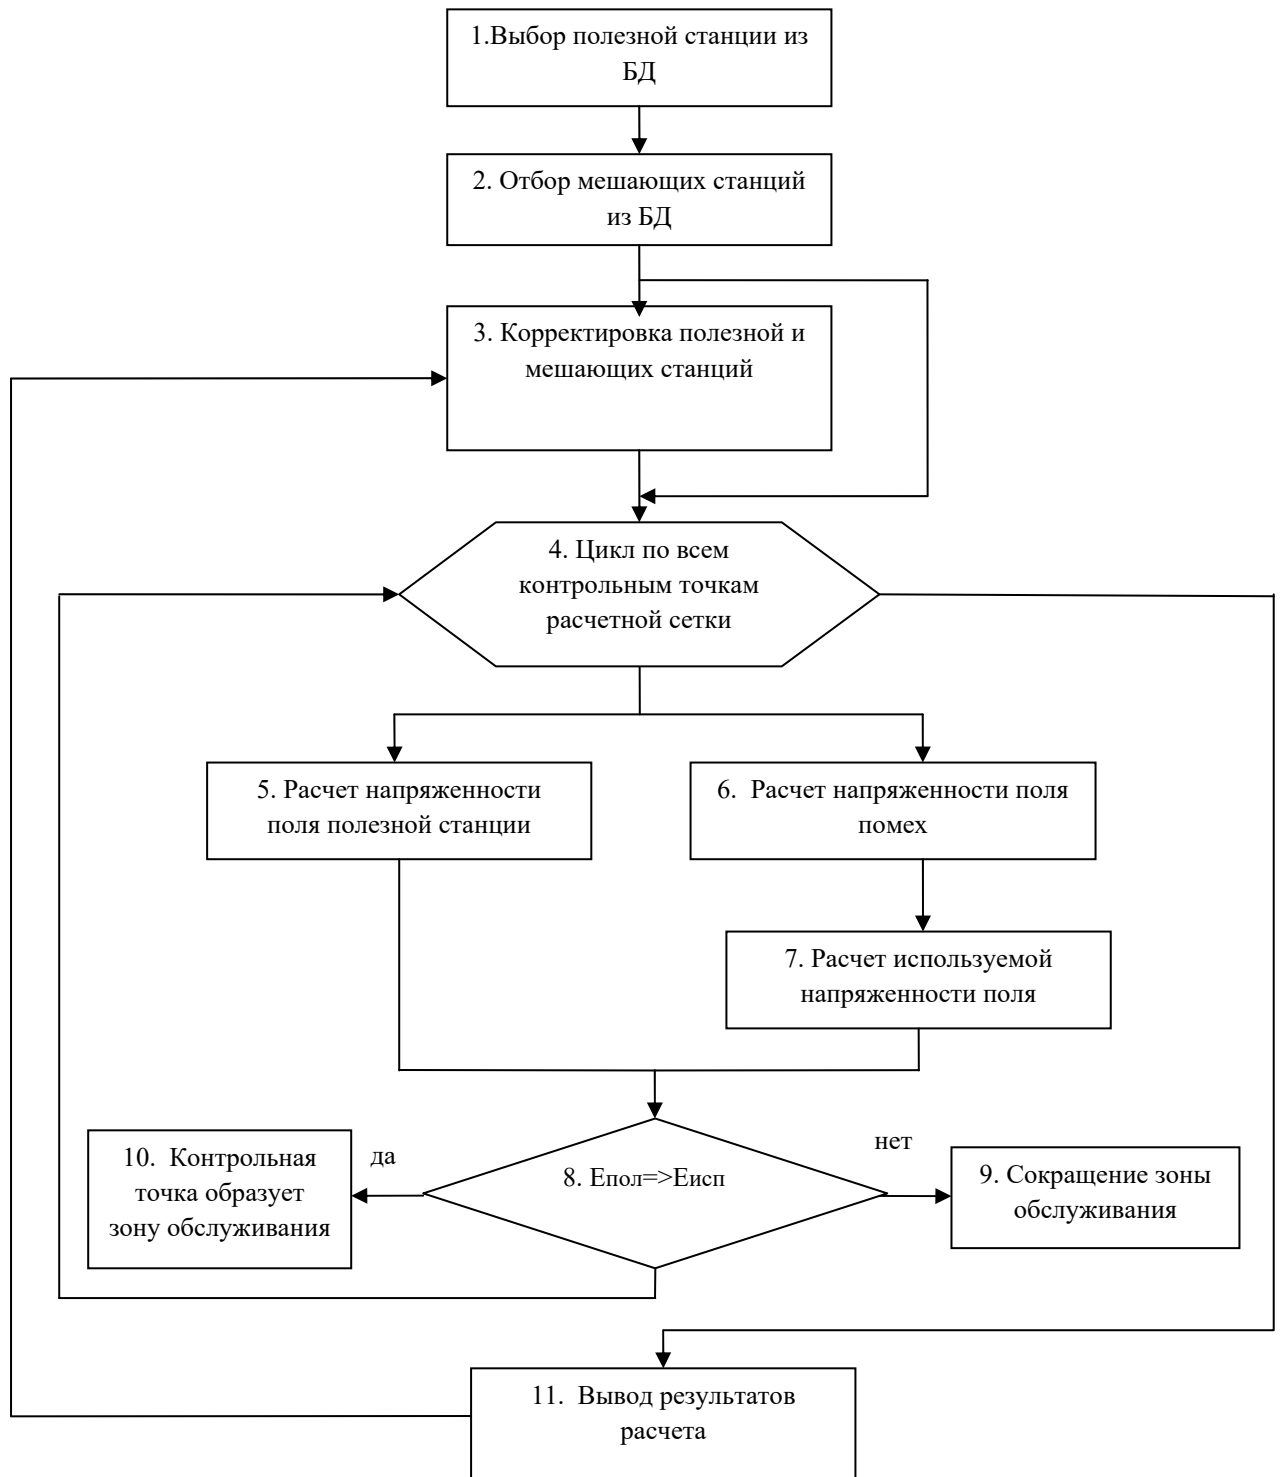 1.Выбор полезной станции из
БД
2. Отбор мешающих станций
из БД
3. Корректировка полезной и
мешающих станций
4. Цикл по всем
контрольным точкам
расчетной сетки
5. Расчет напряженности
поля полезной станции
6. Расчет напряженности поля
помех
7. Расчет используемой
напряженности поля
8. Епол=>Еисп
да
нет
10. Контрольная
точка образует
зону обслуживания
9. Сокращение зоны
обслуживания
11. Вывод результатов
расчета